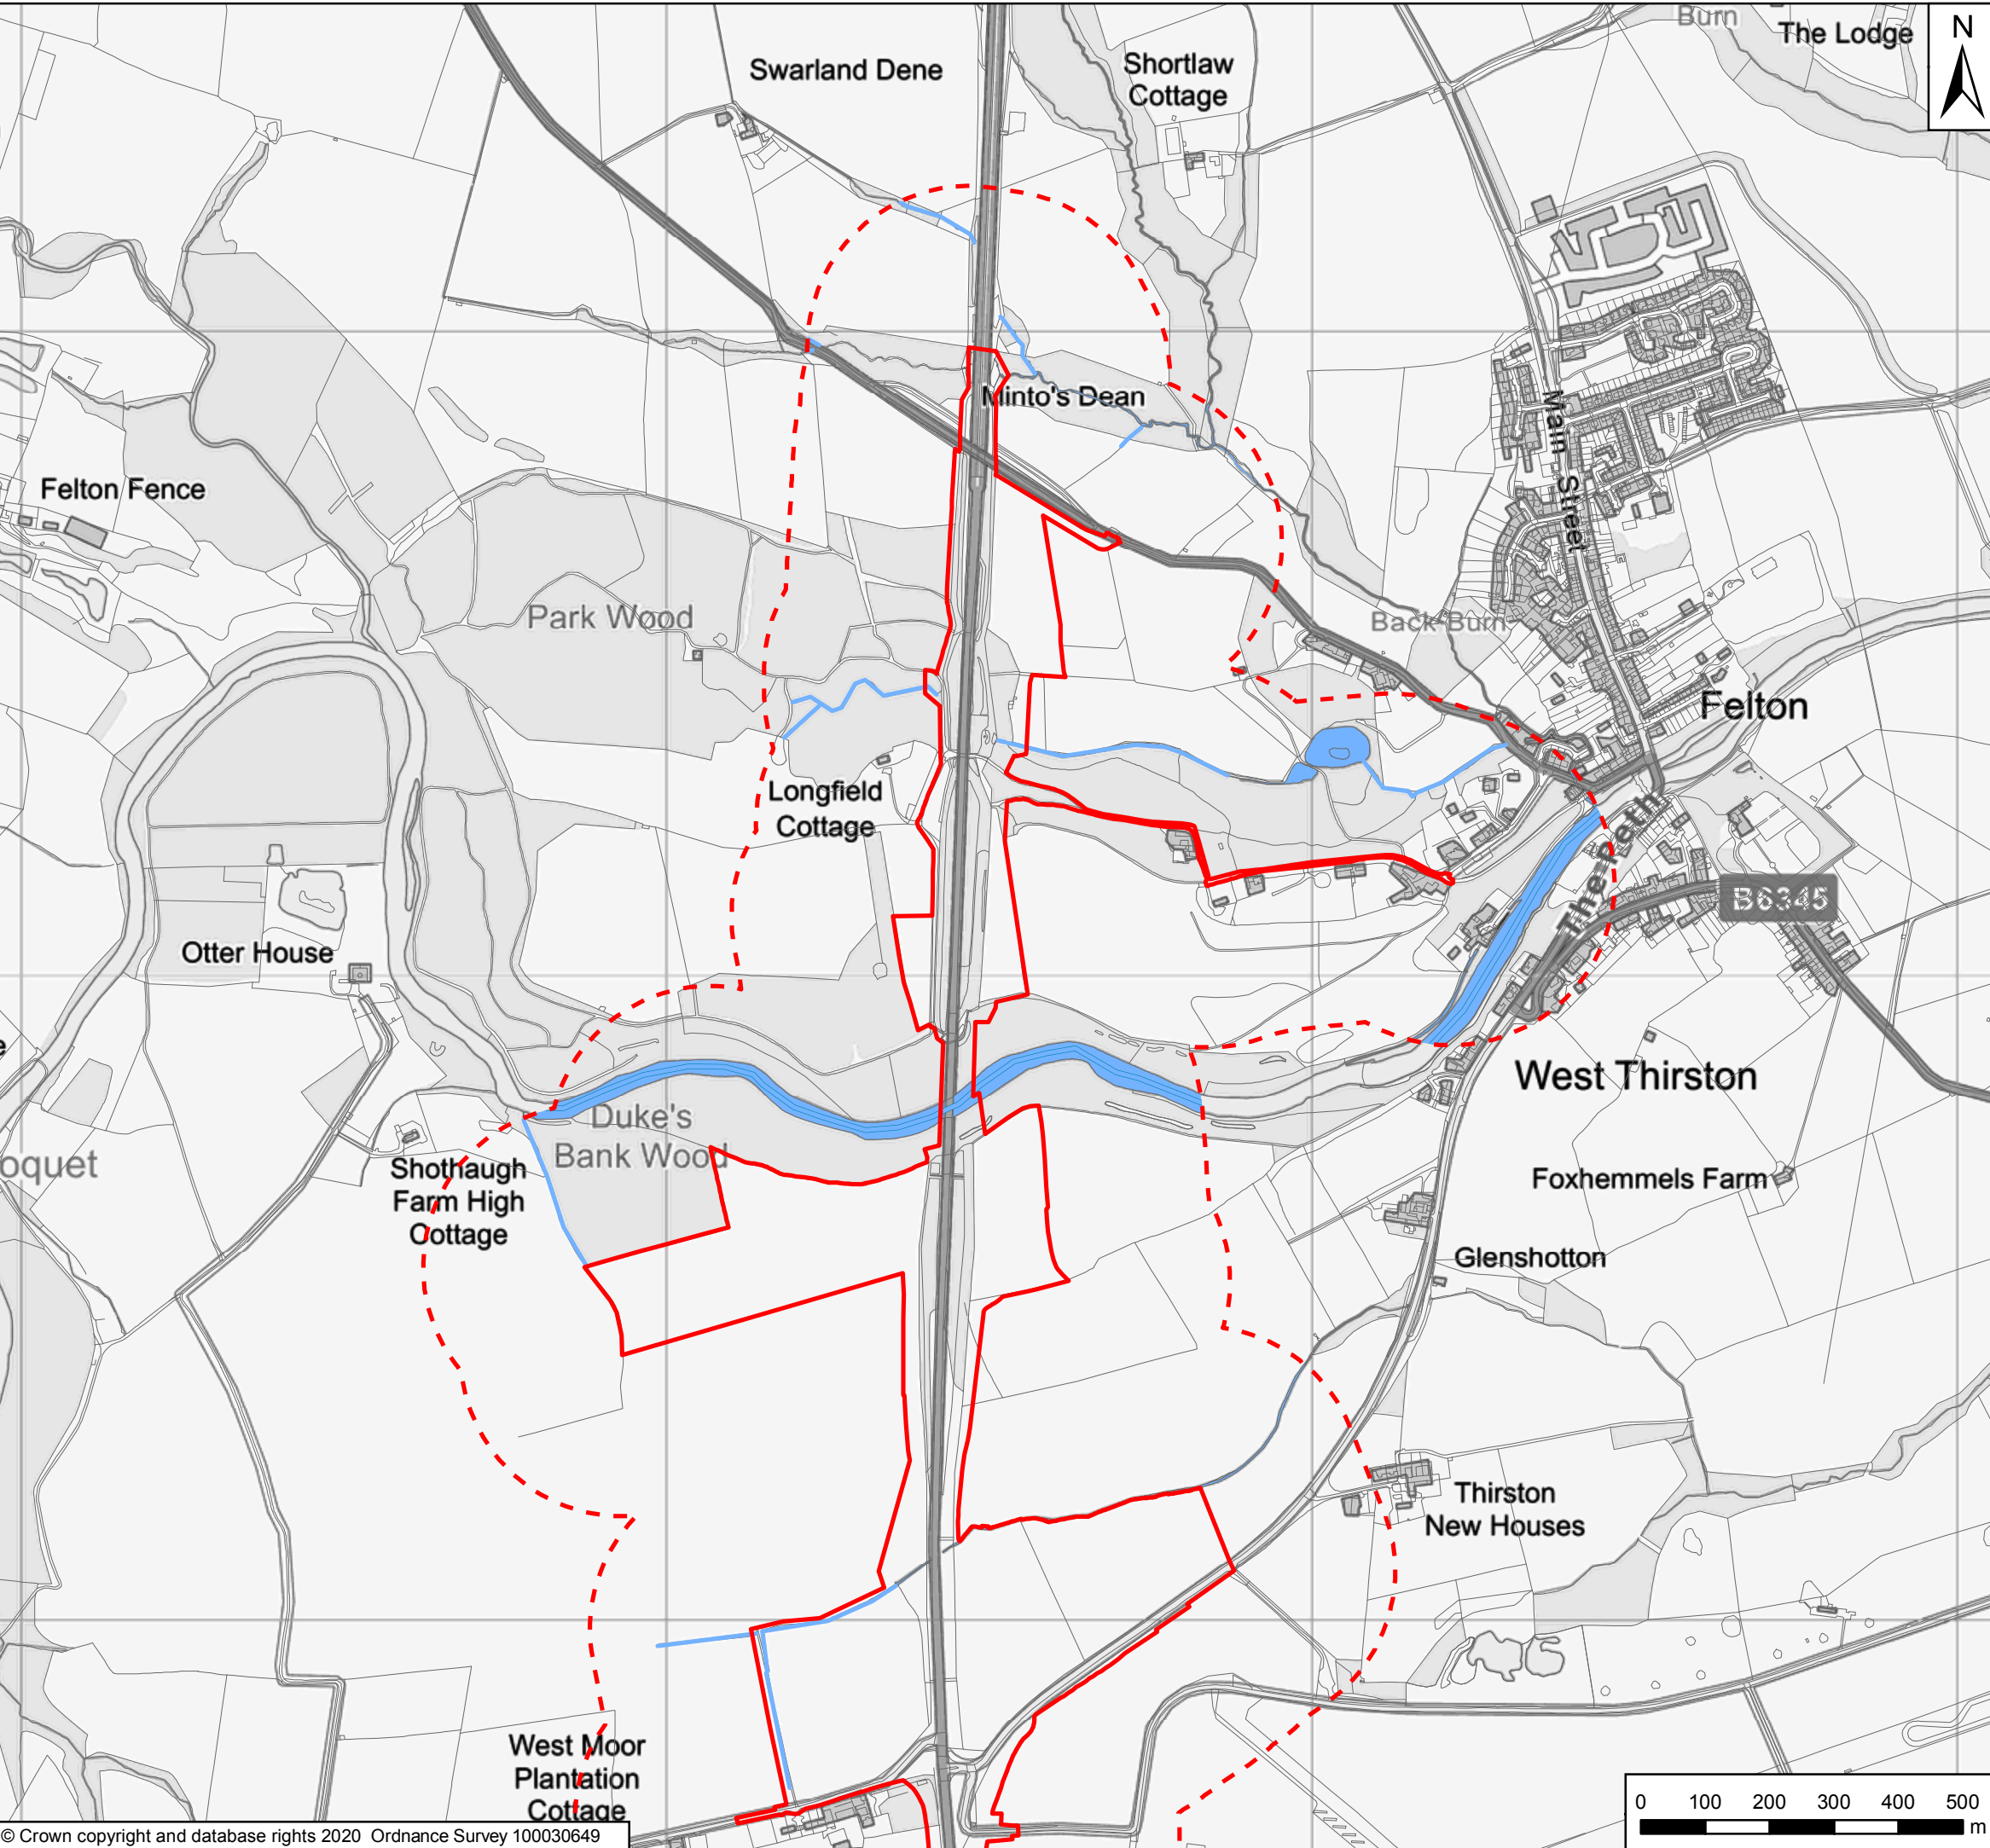 Burn
The Lodge
N
Swarland Dene
Shortlaw
Cottage
Minto's Dean
Main Street
Felton Fence
Park Wood
Back Burn
Felton
Longfield
Cottage
The Peth
B6345
Otter House
West Thirston
Duke's
Bank Wood
oquet
Shothaugh
Farm High
Cottage
Foxhemmels Farm
Glenshotton
Thirston
New Houses
West Moor
Plantation
Cottage
0 100 200 300 400 500
m
© Crown copyright and database rights 2020 Ordnance Survey 100030649